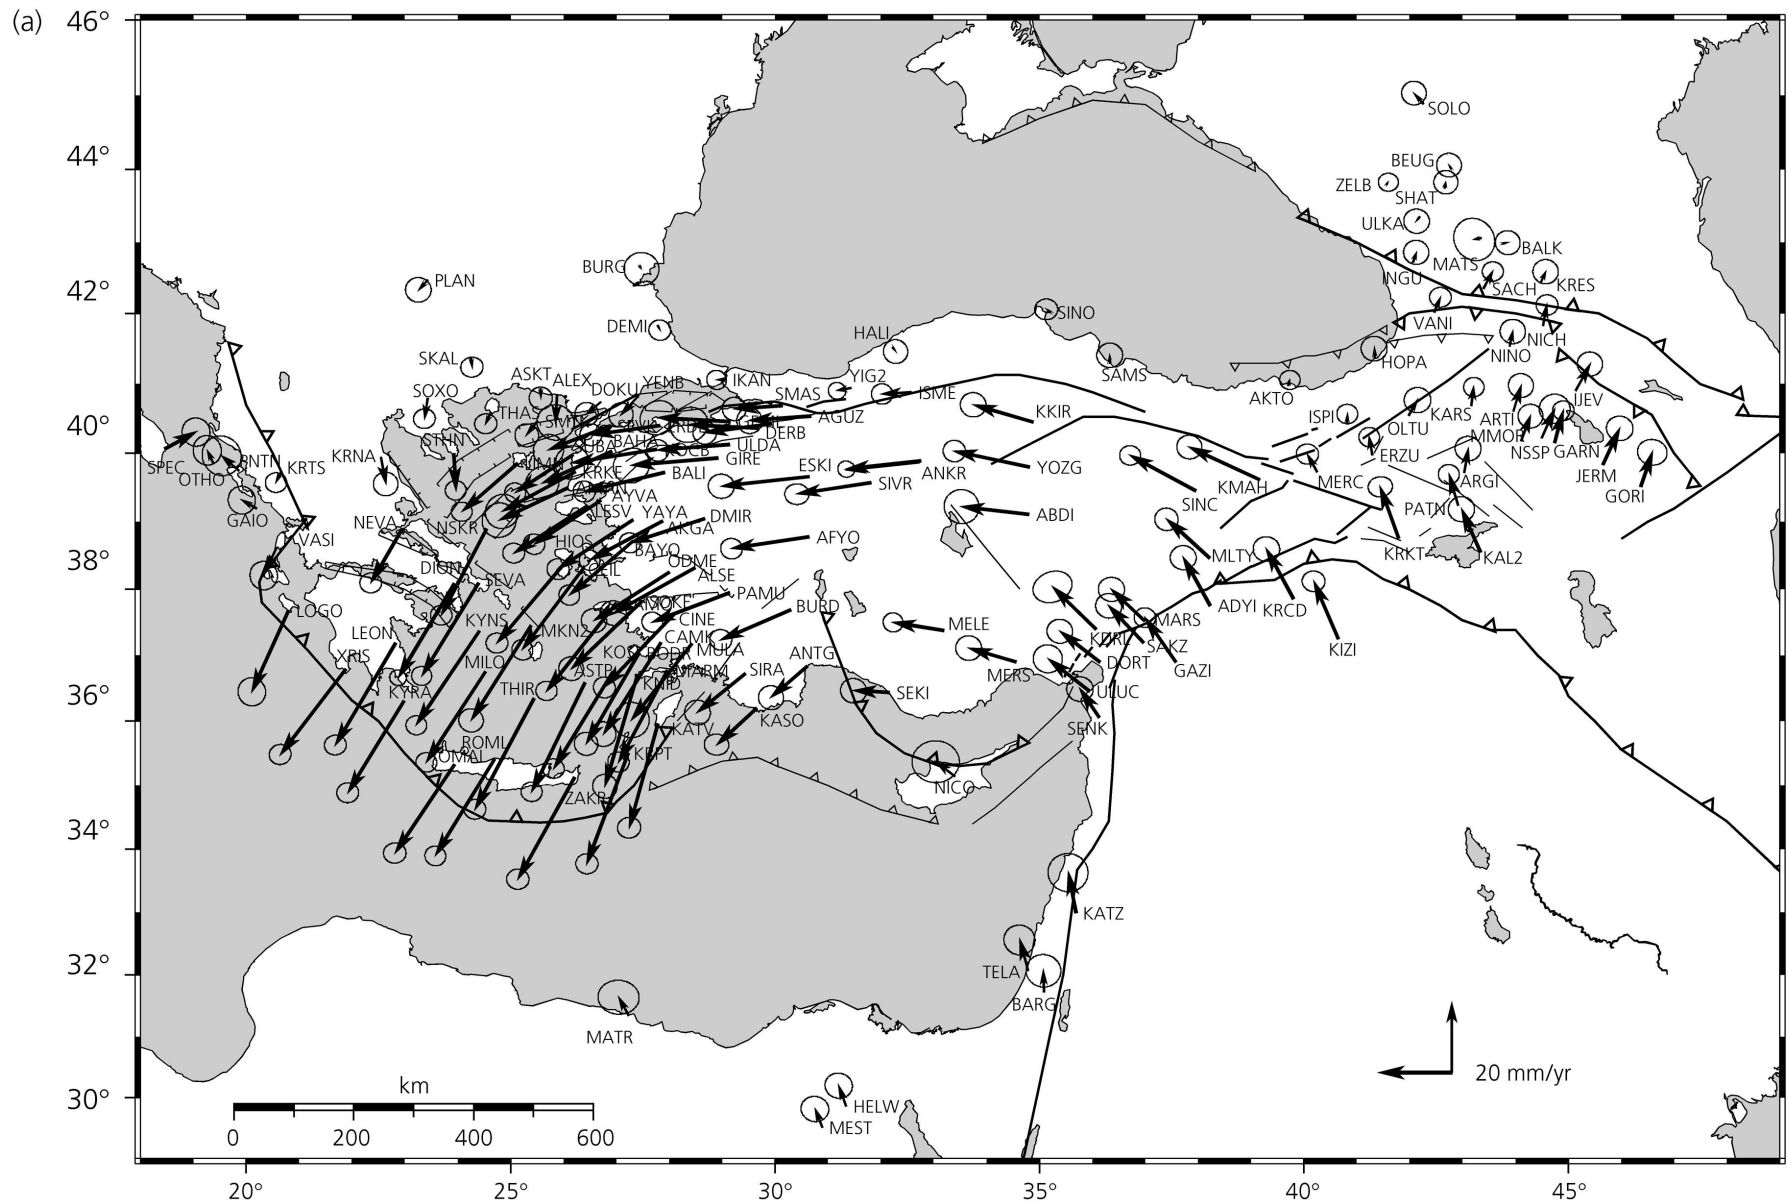 (a)
46°
44°
42°
40°
38°
36°
34°
32°
30°
20°
25°
30°
35°
40°
45°
km
0 200 400 600
20 mm/yr
SOLO
BEUG
ZELB
SHAT
ULKA
BALK
MATS
INGU
SACH
KRES
VANI
NICH
NINO
HOPA
BURG
PLAN
DEMI
SINO
HALI
SAMS
SKAL
SOXO
ASKT
ALEX
DOKU
YENB
IKAN
SMAS
YIG2
ISME
AGUZ
DERB
ULDA
GIRE
BALI
KKIR
AKTO
ISPI
OLTU
KARS
ARTI
IJEV
MMOR
NSSP
GARN
ERZU
MERC
ARGI
JERM
GORI
PATN
KAL2
KRKT
SPEC
OTHO
KRTS
GAIO
KRNA
STHN
BAHA
ESKI
ANKR
SIVR
YOZG
ABDI
SINC
KMAH
MLTY
ADYI
KRCD
KIZI
NEVA
NSKR
AYVA
LESV
YAYA
AKGA
DMIR
AFYO
VASI
DION
SEVA
BAYO
ODME
ALSE
PAMU
BURD
CINE
CAMK
MULA
MELE
MERS
KDRL
MARS
SAKZ
DORT
GAZI
ULUC
SENK
LOGO
LEON
XRIS
KYNS
MKN2
MILO
KYRA
THIR
ASTP
KNID
MARM
SIRA
ANTG
KATV
KASO
SEKI
ROML
OMAL
ZAKR
KRPT
NICO
KATZ
TELA
BARG
MATR
HELW
MEST